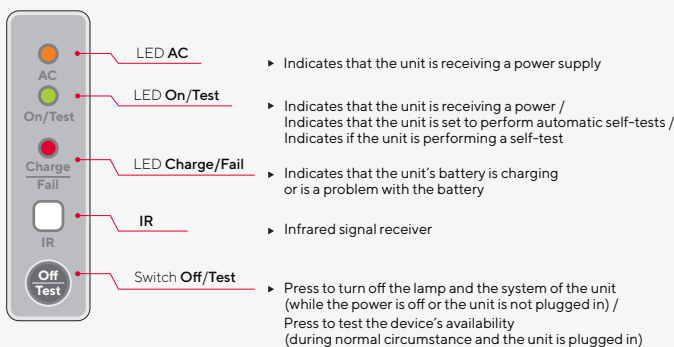 AC
On/Test
Charge
Fail
IR
Off
Test
LED AC
▸ Indicates that the unit is receiving a power supply
LED On/Test
▸ Indicates that the unit is receiving a power /
Indicates that the unit is set to perform automatic self-tests /
Indicates if the unit is performing a self-test
LED Charge/Fail
▸ Indicates that the unit's battery is charging
or is a problem with the battery
IR
▸ Infrared signal receiver
Switch Off/Test
▸ Press to turn off the lamp and the system of the unit
(while the power is off or the unit is not plugged in) /
Press to test the device's availability
(during normal circumstance and the unit is plugged in)